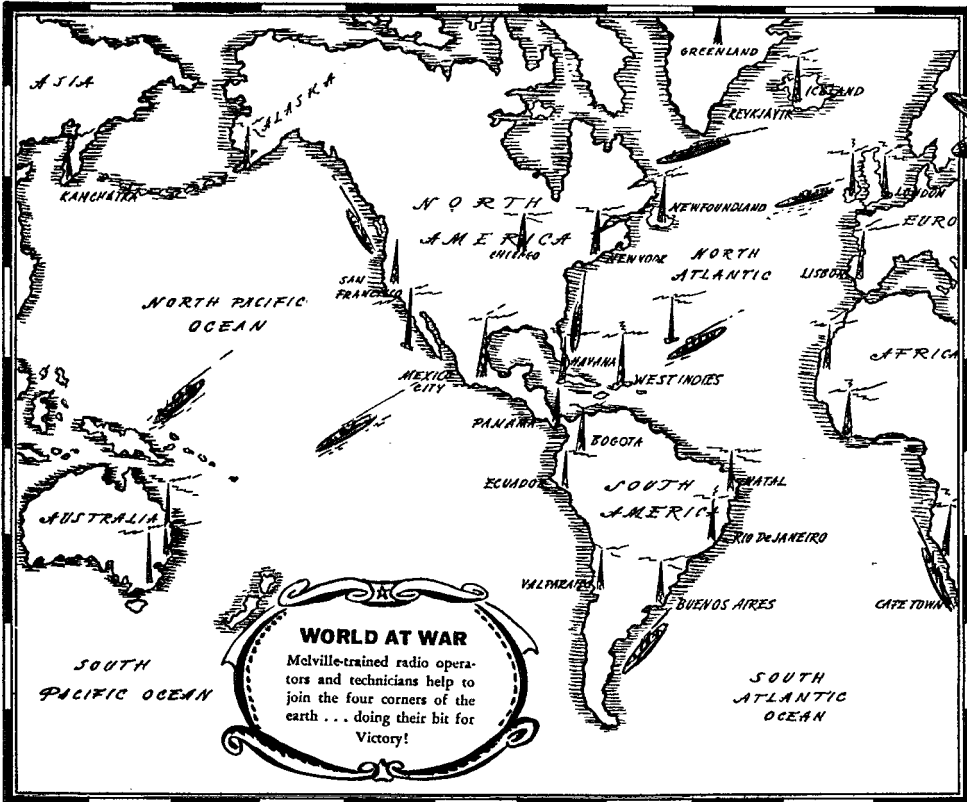 GREENLAND
ASIA
ALASKA
ICELAND
REYKJAVIK
KAMCHATKA
LONDON
NORTH
AMERICA
NEWFOUNDLAND
EURO
CHICAGO
NEW YORK
NORTH
ATLANTIC
LISBON
SAN
FRANCISCO
NORTH PACIFIC
OCEAN
AFRICA
HAVANA
MEXICO
CITY
WEST INDIES
PANAMA
BOGOTA
ECUADOR
SOUTH
AMERICA
NATAL
AUSTRALIA
RIO DE JANEIRO
VALPARAISO
BUENOS AIRES
CAPETOWN
WORLD AT WAR
Melville-trained radio opera-
tors and technicians help to
join the four corners of the
earth . . . doing their bit for
Victory!
SOUTH
PACIFIC OCEAN
SOUTH
ATLANTIC
OCEAN